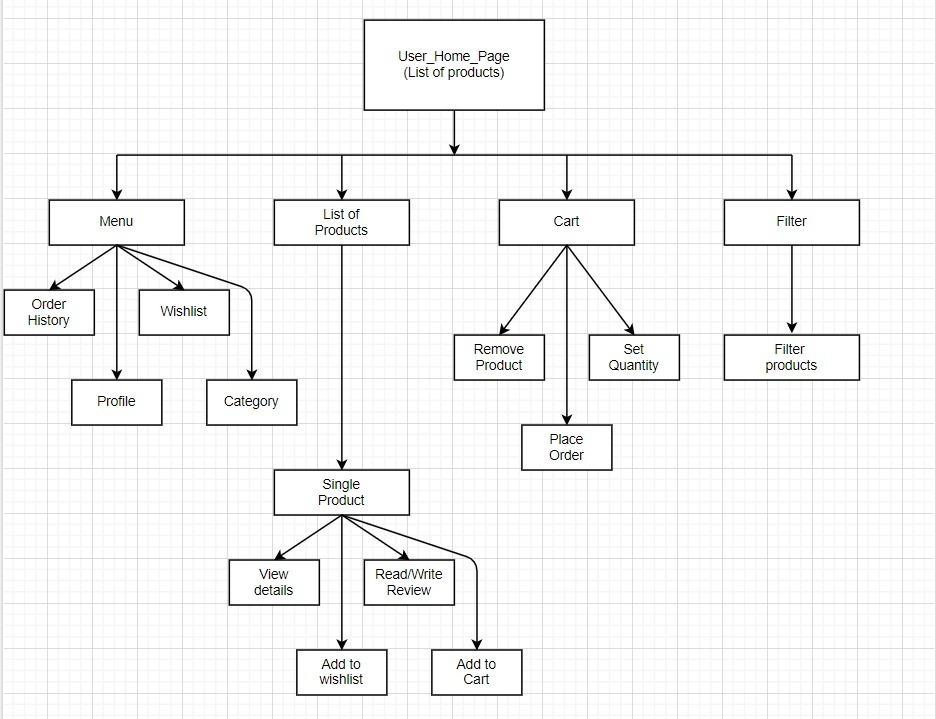 User_Home_Page
(List of products)
Menu
List of
Products
Cart
Filter
Order
History
Wishlist
Profile
Category
Remove
Product
Set
Quantity
Place
Order
Filter
products
Single
Product
View
details
Read/Write
Review
Add to
wishlist
Add to
Cart